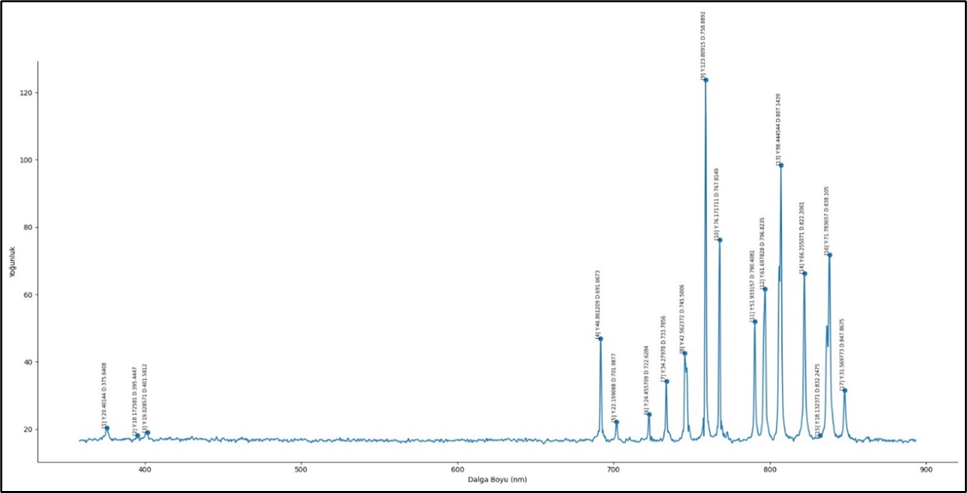 Yoğunluk
120
100
80
60
40
20
[1] Y:20.40144 D:375.6408
[2] Y:18.172581 D:395.4447
[3] Y:19.028571 D:401.5812
[4] Y:46.861209 D:691.6673
[5] Y:22.159088 D:701.9877
[6] Y:24.455709 D:722.6284
[7] Y:34.27978 D:733.7856
[8] Y:42.562372 D:745.5006
[9] Y:123.80915 D:758.8892
[10] Y:76.171711 D:767.8149
[11] Y:51.933157 D:790.4081
[12] Y:61.697828 D:796.8235
[13] Y:98.444544 D:807.1439
[14] Y:66.255071 D:822.2061
[15] Y:18.132371 D:832.2475
[16] Y:71.783657 D:838.105
[17] Y:31.569773 D:847.8675
400
500
600
700
800
900
Dalga Boyu (nm)